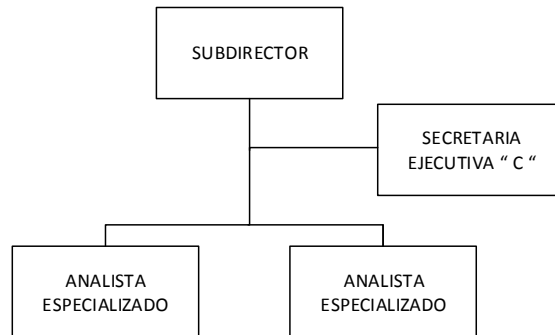 SUBDIRECTOR
SECRETARIA
EJECUTIVA “ C “
ANALISTA
ESPECIALIZADO
ANALISTA
ESPECIALIZADO